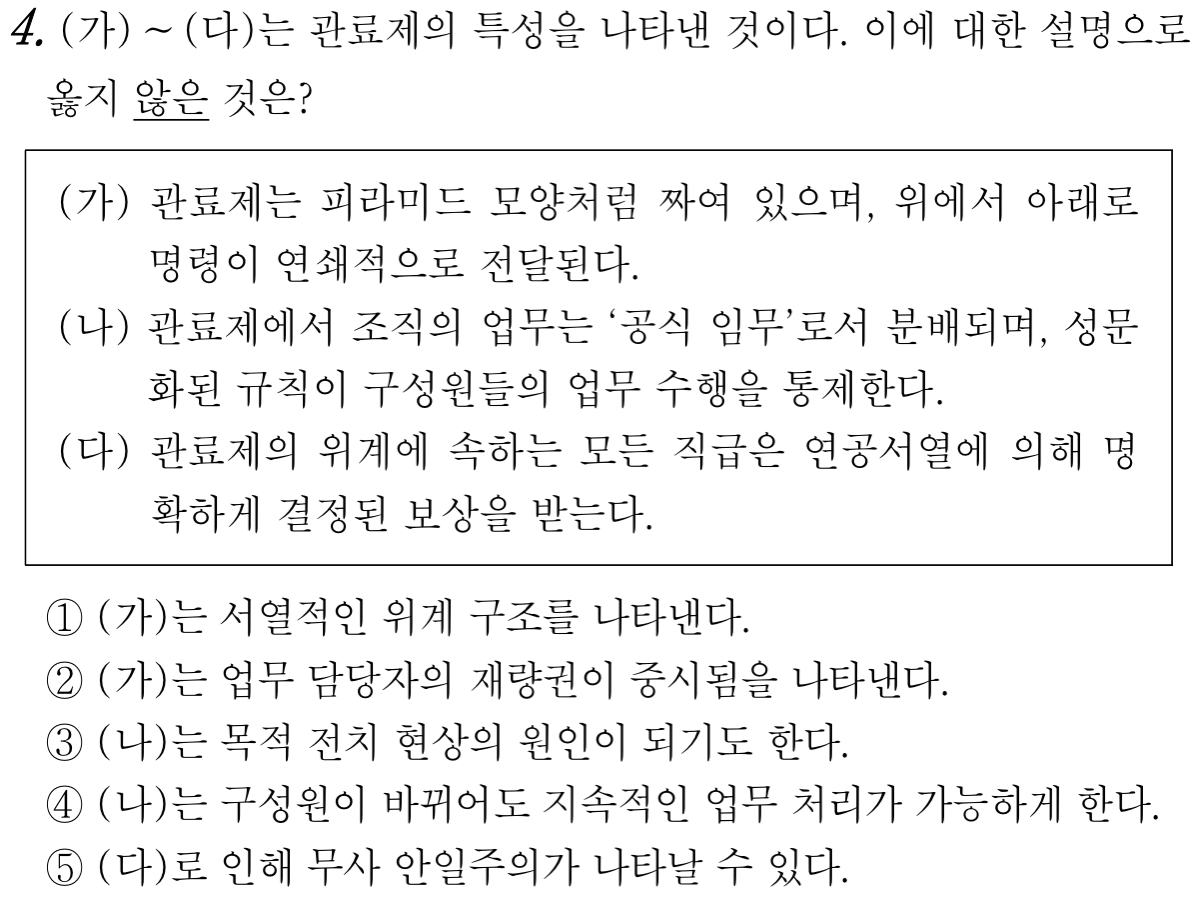 4. (가) ~ (다)는 관료제의 특성을 나타낸 것이다. 이에 대한 설명으로
옳지 않은 것은?
(가) 관료제는 피라미드 모양처럼 짜여 있으며, 위에서 아래로
명령이 연쇄적으로 전달된다.
(나) 관료제에서 조직의 업무는 ‘공식 임무’로서 분배되며, 성문
화된 규칙이 구성원들의 업무 수행을 통제한다.
(다) 관료제의 위계에 속하는 모든 직급은 연공서열에 의해 명
확하게 결정된 보상을 받는다.
① (가)는 서열적인 위계 구조를 나타낸다.
② (가)는 업무 담당자의 재량권이 중시됨을 나타낸다.
③ (나)는 목적 전치 현상의 원인이 되기도 한다.
④ (나)는 구성원이 바뀌어도 지속적인 업무 처리가 가능하게 한다.
⑤ (다)로 인해 무사 안일주의가 나타날 수 있다.